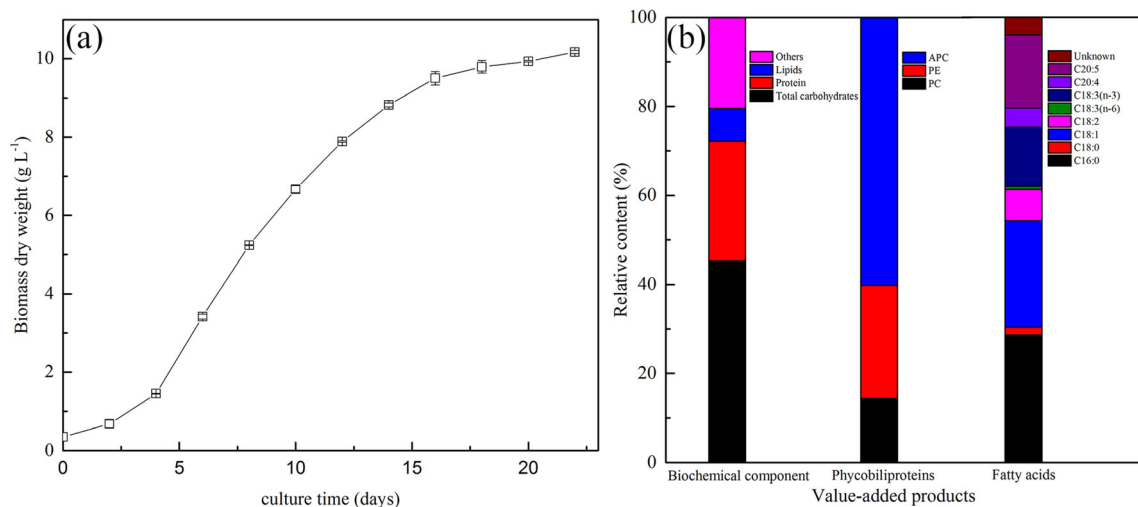 (a)
Biomass dry weight (g L-1)
10
8
6
4
2
0
0 5 10 15 20
culture time (days)
(b)
Relative content (%)
100
80
60
40
20
0
Others
Lipids
Protein
Total carbohydrates
APC
PE
PC
Unknown
C20:5
C20:4
C18:3(n-3)
C18:3(n-6)
C18:2
C18:1
C18:0
C16:0
Biochemical component Phycobiliproteins Fatty acids
Value-added products